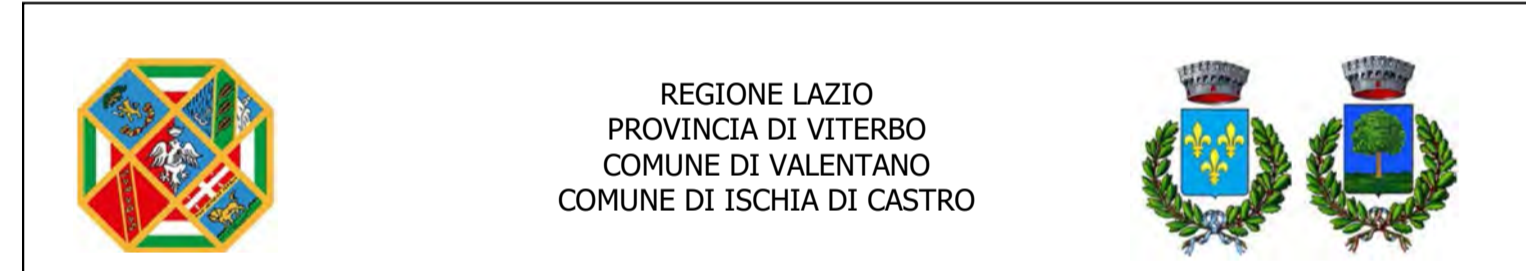 REGIONE LAZIO
PROVINCIA DI VITERBO
COMUNE DI VALENTANO
COMUNE DI ISCHIA DI CASTRO